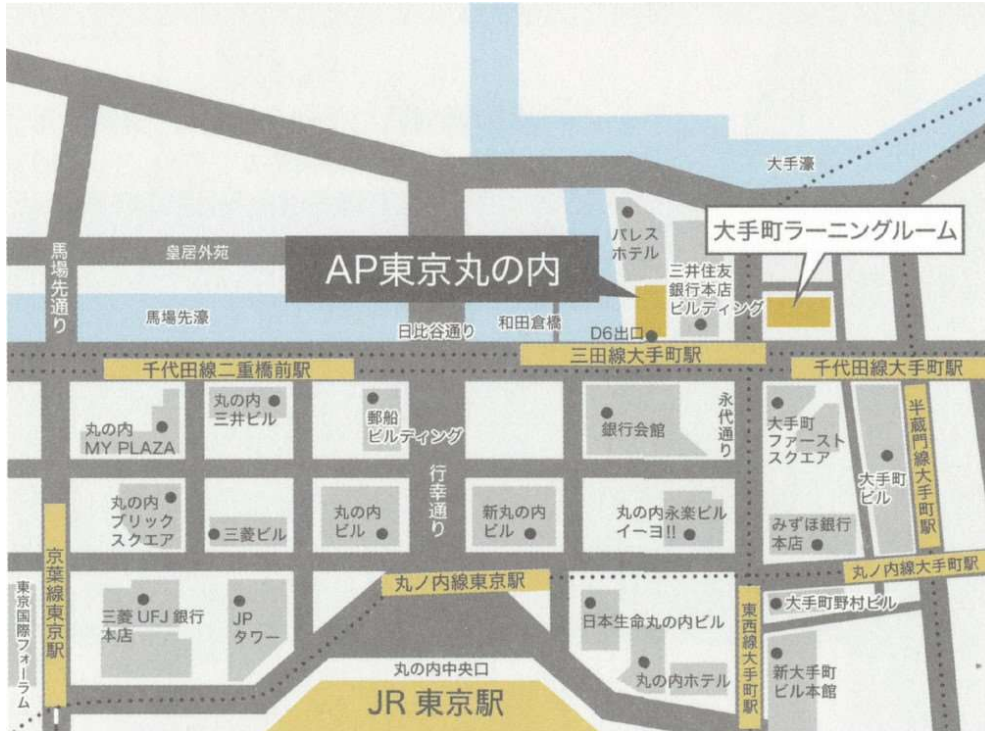 大手濠
パレス
ホテル
大手町ラーニングルーム
馬場先通り
皇居外苑
AP東京丸の内
三井住友
銀行本店
ビルディング
馬場先濠
日比谷通り
和田倉橋
D6出口
三田線大手町駅
千代田線二重橋前駅
千代田線大手町駅
丸の内
MY PLAZA
丸の内
三井ビル
郵船
ビルディング
銀行会館
永代通り
大手町
ファースト
スクエア
大手町
ビル
半蔵門線大手町駅
行幸通り
丸の内
ブリック
スクエア
三菱ビル
丸の内
ビル
新丸の内
ビル
丸の内永楽ビル
イーヨ!!
みずほ銀行
本店
京葉線東京駅
丸ノ内線東京駅
丸ノ内線大手町駅
東京国際フォーラム
三菱 UFJ 銀行
本店
JP
タワー
日本生命丸の内ビル
丸の内ホテル
東西線大手町駅
大手町野村ビル
新大手町
ビル本館
丸の内中央口
JR 東京駅